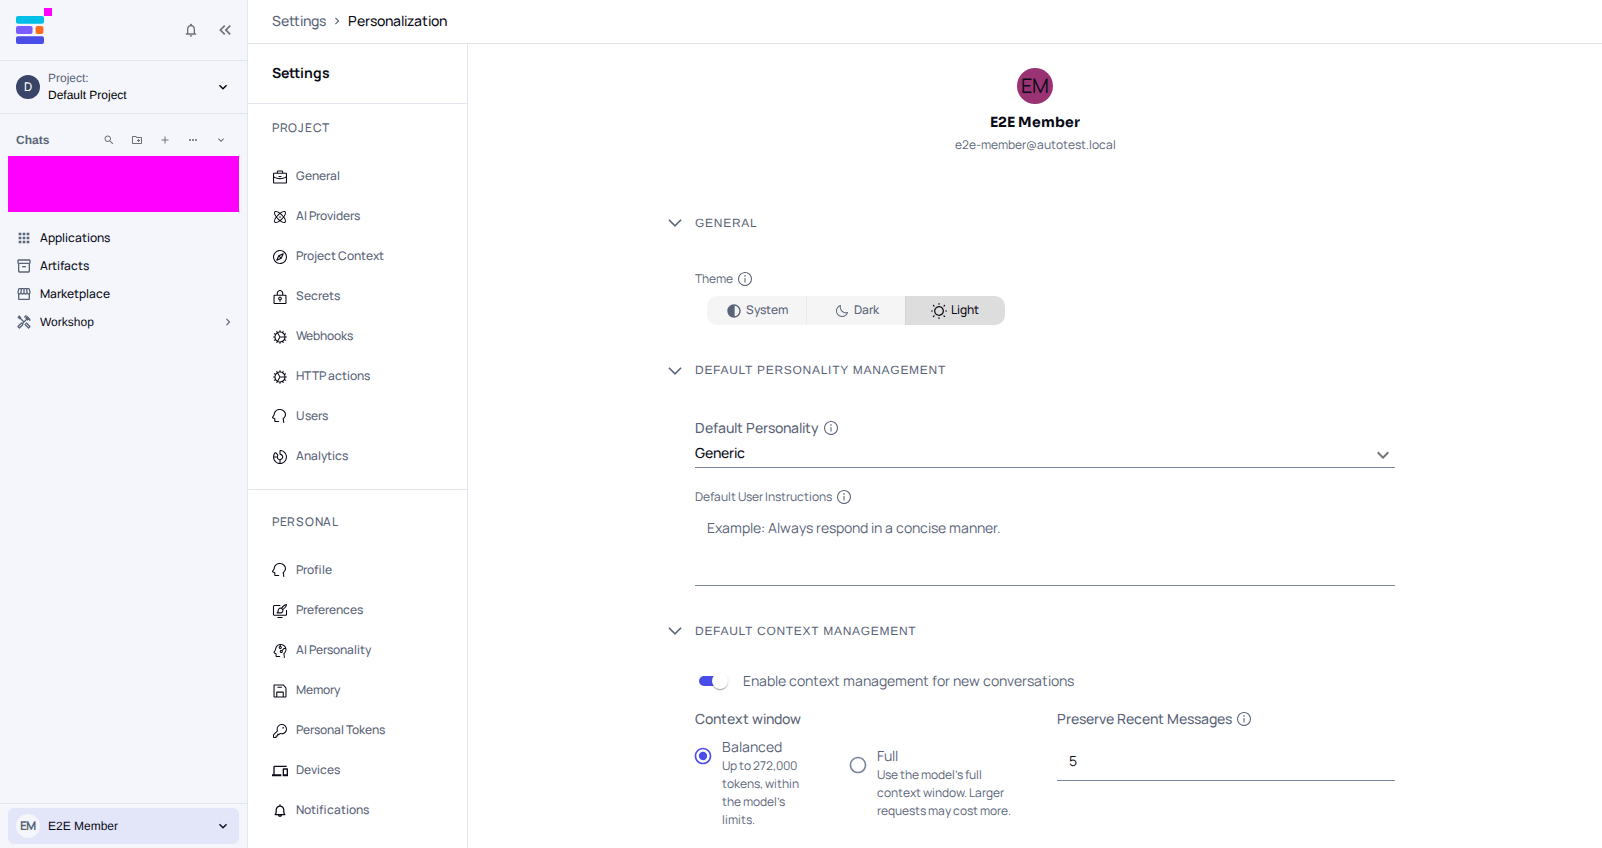 Settings > Personalization
D
Project:
Default Project
Chats
Applications
Artifacts
Marketplace
Workshop
EM
E2E Member
Settings
PROJECT
General
AI Providers
Project Context
Secrets
Webhooks
HTTP actions
Users
Analytics
PERSONAL
Profile
Preferences
AI Personality
Memory
Personal Tokens
Devices
Notifications
EM
E2E Member
e2e-member@autotest.local
GENERAL
Theme
System
Dark
Light
DEFAULT PERSONALITY MANAGEMENT
Default Personality
Generic
Default User Instructions
Example: Always respond in a concise manner.
DEFAULT CONTEXT MANAGEMENT
Enable context management for new conversations
Context window
Balanced
Up to 272,000
tokens, within
the model's
limits.
Full
Use the model's full
context window. Larger
requests may cost more.
Preserve Recent Messages
5